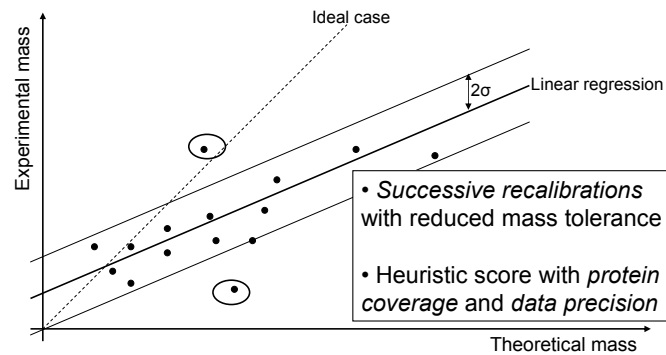 Ideal case
Experimental mass
2σ
Linear regression
• Successive recalibrations
with reduced mass tolerance
• Heuristic score with protein
coverage and data precision
Theoretical mass